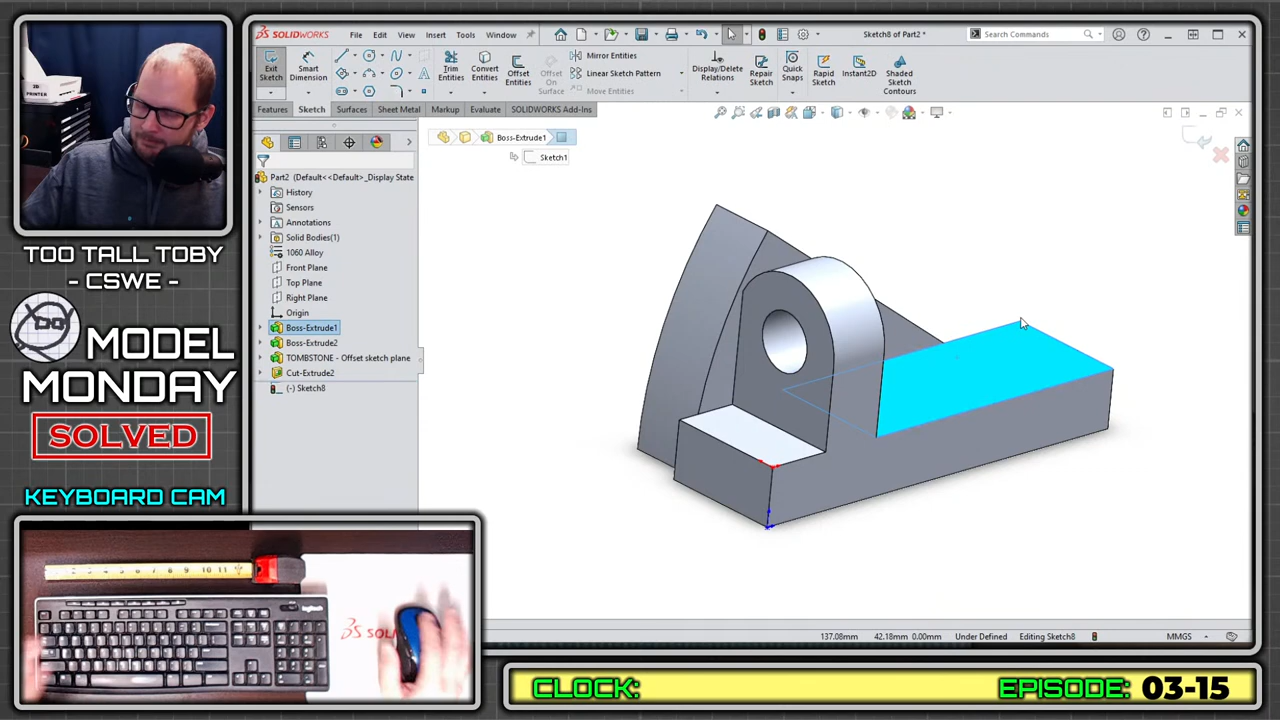 TOO TALL TOBY
- CSWE -
MODEL
MONDAY
SOLVED
KEYBOARD CAM
SOLIDWORKS
File
Edit
View
Insert
Tools
Window
Sketch8 of Part2 *
Search Commands
Exit
Sketch
Smart
Dimension
Trim
Entities
Convert
Entities
Offset
Entities
Offset
On
Surface
Mirror Entities
Linear Sketch Pattern
Move Entities
Display/Delete
Relations
Repair
Sketch
Quick
Snaps
Rapid
Sketch
Instant2D
Shaded
Sketch
Contours
Features
Sketch
Surfaces
Sheet Metal
Markup
Evaluate
SOLIDWORKS Add-Ins
Boss-Extrude1
Sketch1
Part2 (Default<<Default>_Display State
History
Sensors
Annotations
Solid Bodies(1)
1060 Alloy
Front Plane
Top Plane
Right Plane
Origin
Boss-Extrude1
Boss-Extrude2
TOMBSTONE - Offset sketch plane
Cut-Extrude2
(-) Sketch8
137.08mm
42.18mm 0.00mm
Under Defined
Editing Sketch8
MMGS
CLOCK:
EPISODE: 03-15